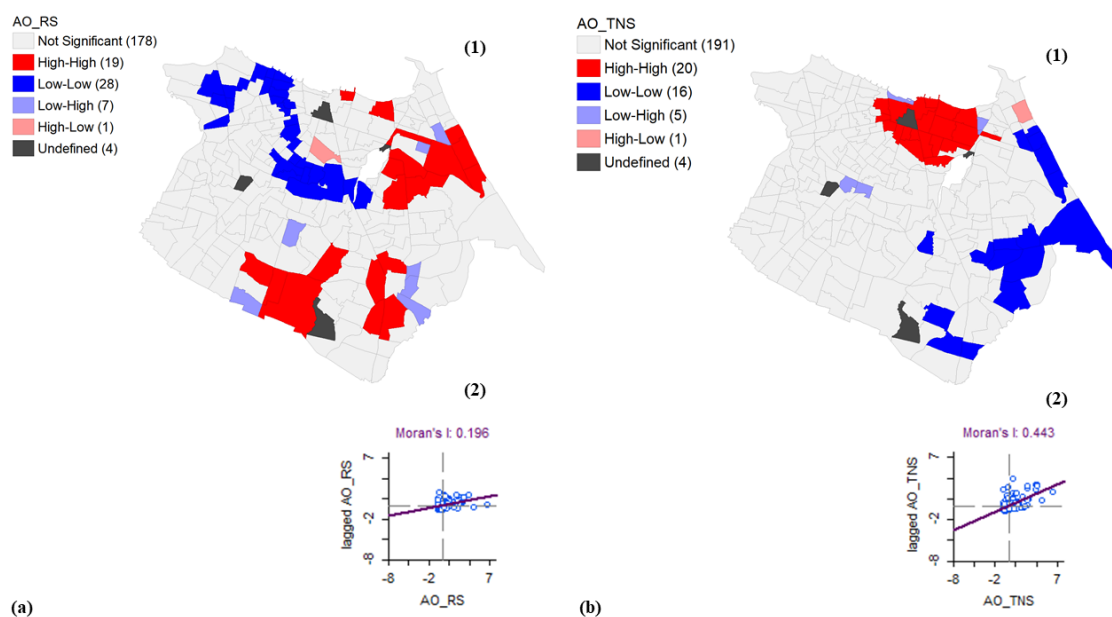 AO_RS
Not Significant (178)
High-High (19)
Low-Low (28)
Low-High (7)
High-Low (1)
Undefined (4)
(1)
(2)
Moran's I: 0.196
lagged AO_RS
7
-2
-8
-8
-2
7
AO_RS
(a)
AO_TNS
Not Significant (191)
High-High (20)
Low-Low (16)
Low-High (5)
High-Low (1)
Undefined (4)
(1)
(2)
Moran's I: 0.443
lagged AO_TNS
7
-2
-8
-8
-2
7
AO_TNS
(b)